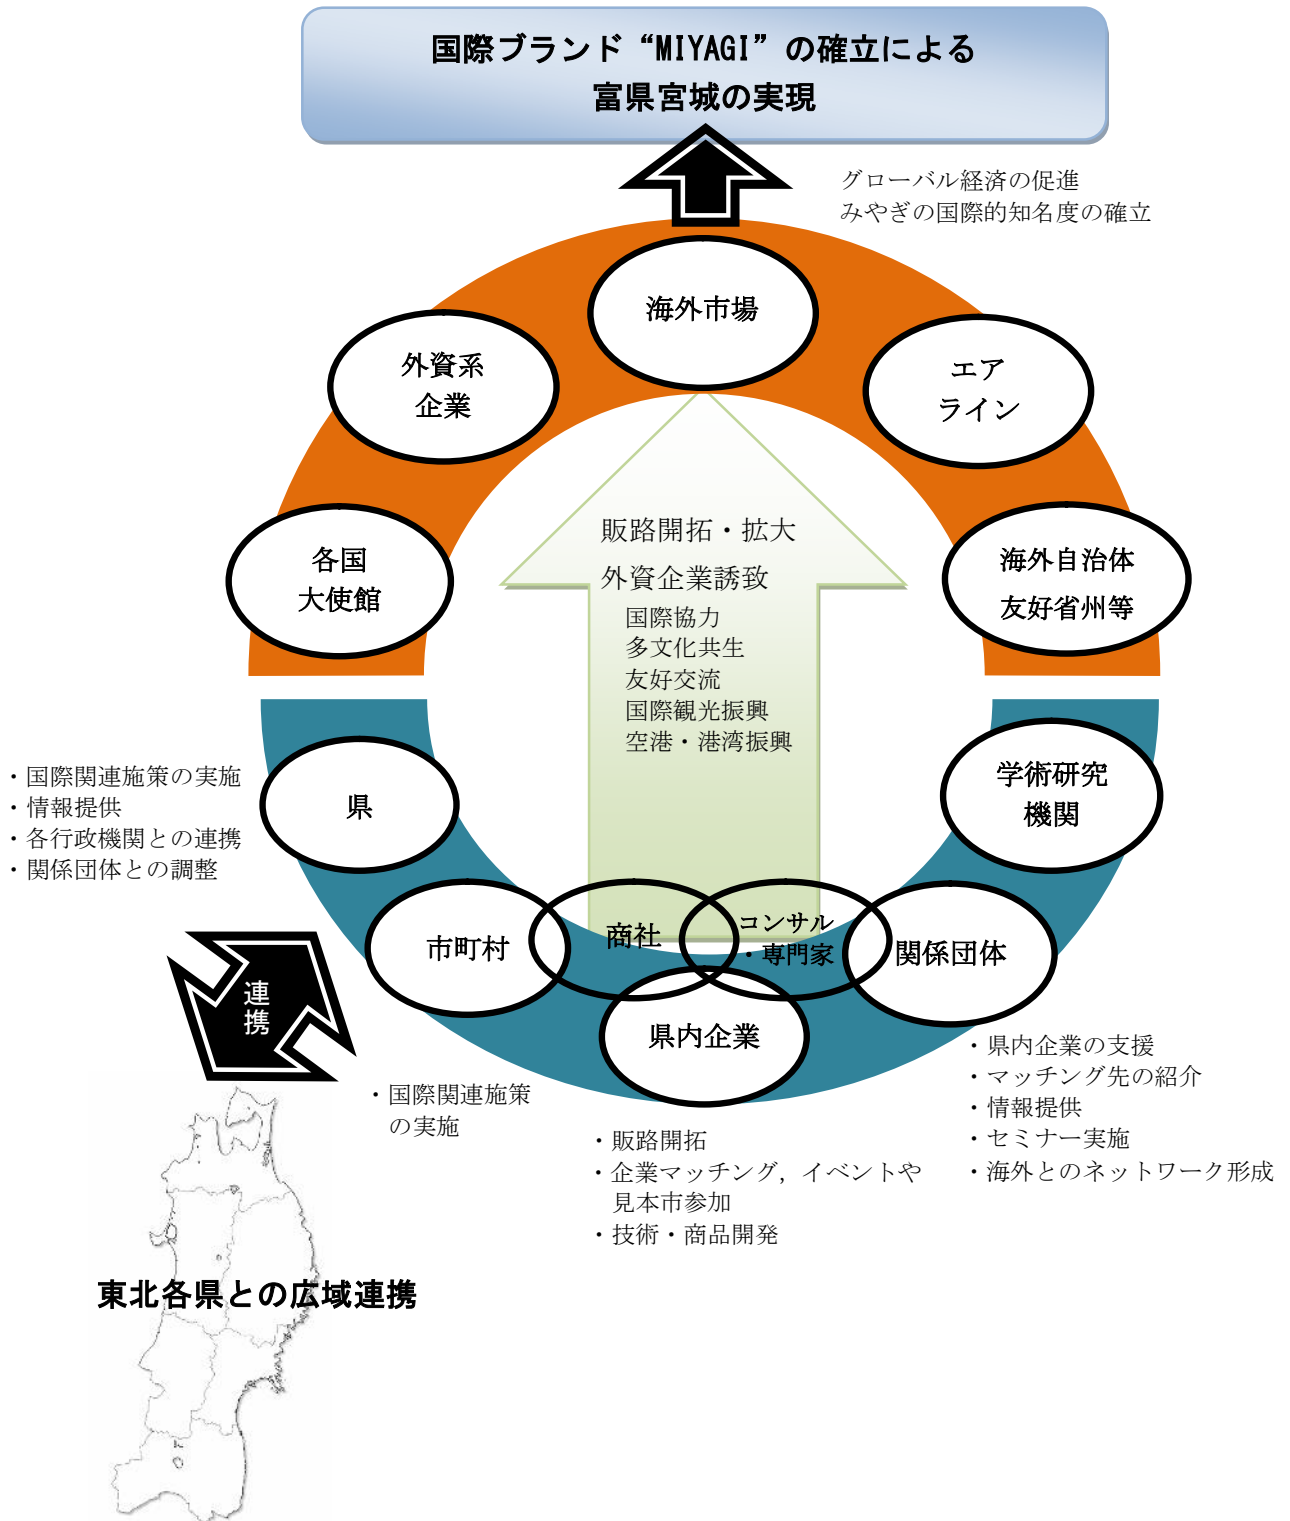 国際ブランド“MIYAGI”の確立による
富県宮城の実現
グローバル経済の促進
みやぎの国際的知名度の確立
海外市場
外資系
企業
エア
ライン
各国
大使館
海外自治体
友好省州等
販路開拓・拡大
外資企業誘致
国際協力
多文化共生
友好交流
国際観光振興
空港・港湾振興
・国際関連施策の実施
・情報提供
・各行政機関との連携
・関係団体との調整
県
学術研究
機関
市町村
商社
コンサル
・専門家
関係団体
県内企業
連
携
・国際関連施策
の実施
・販路開拓
・企業マッチング，イベントや
見本市参加
・技術・商品開発
・県内企業の支援
・マッチング先の紹介
・情報提供
・セミナー実施
・海外とのネットワーク形成
東北各県との広域連携